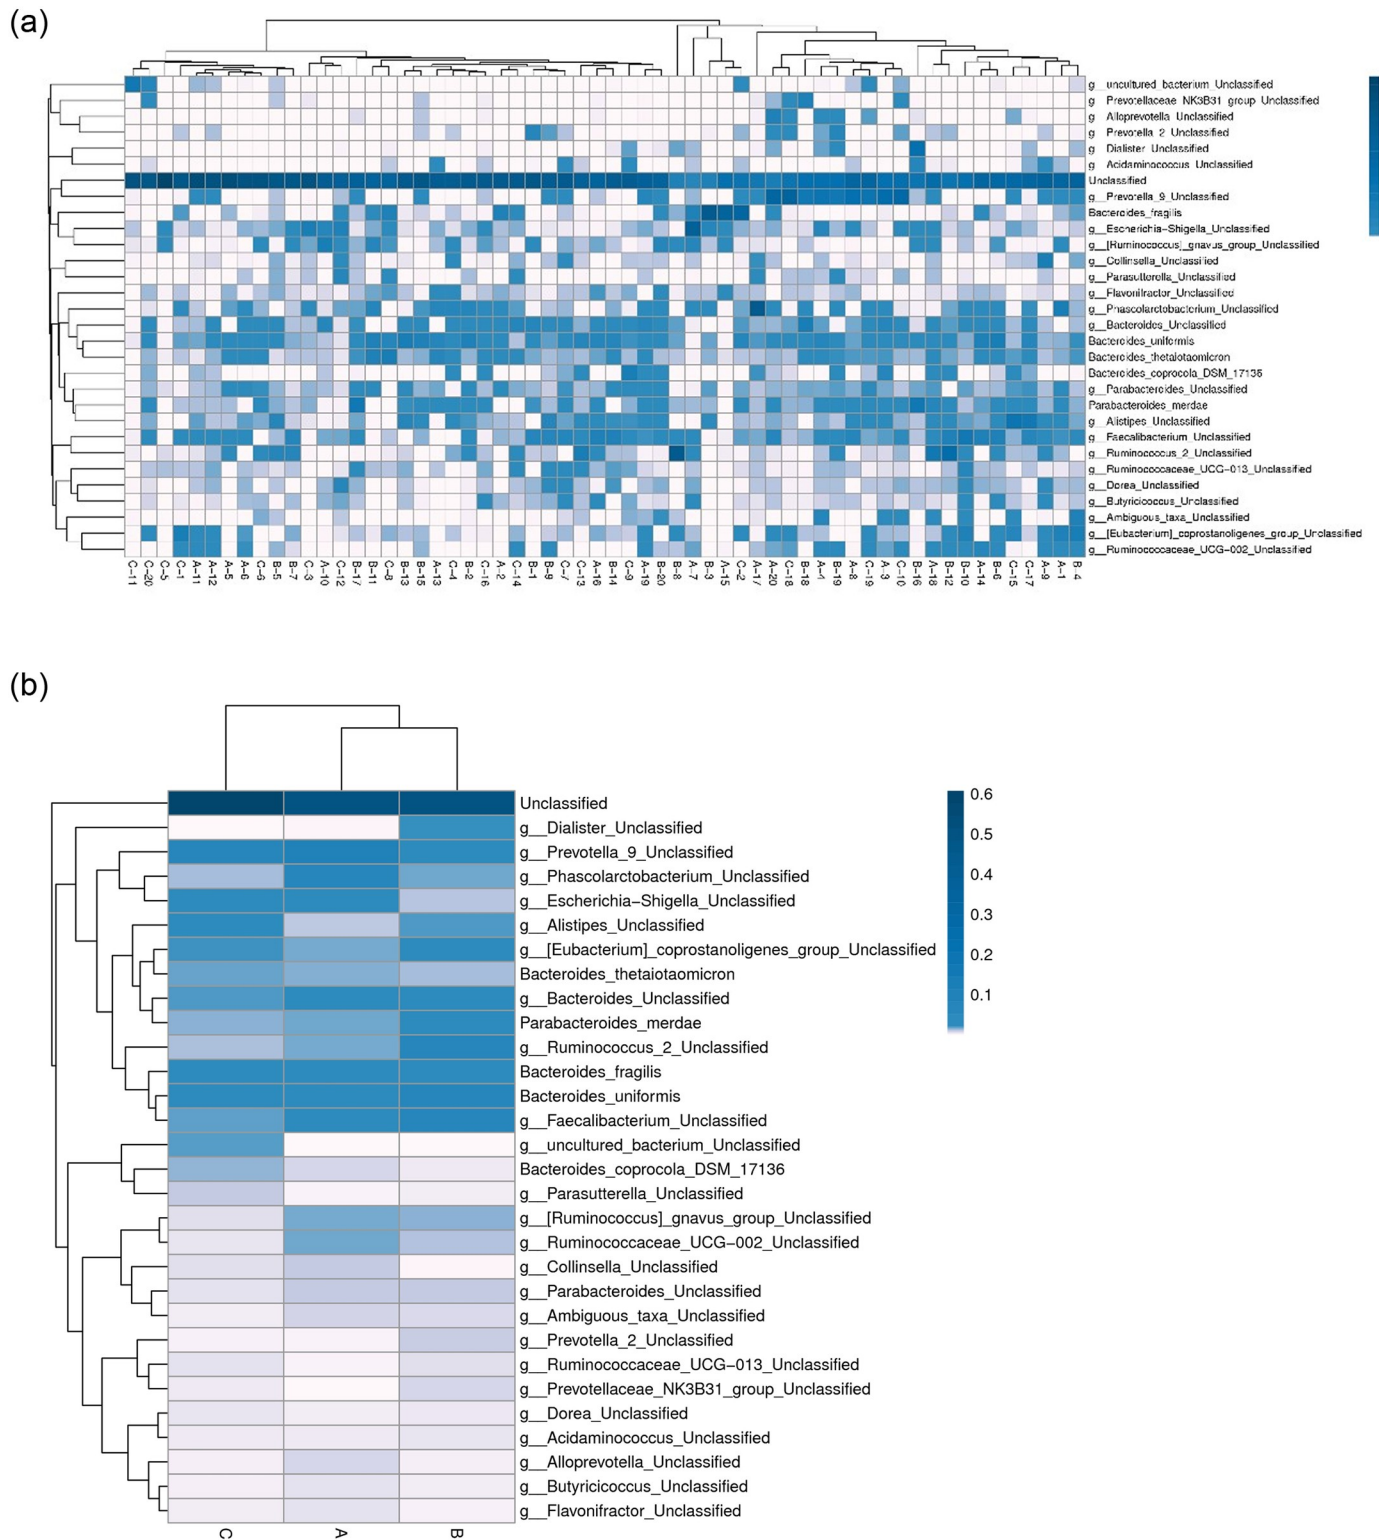 (a)
g__uncultured_bacterium_Unclassified
g__Prevotellaceae_NK3B31_group_Unclassified
g__Alloprevotella_Unclassified
g__Prevotella_2_Unclassified
g__Dialister_Unclassified
g__Acidaminococcus_Unclassified
Unclassified
g__Prevotella_9_Unclassified
Bacteroides_fragilis
g__Escherichia−Shigella_Unclassified
g__[Ruminococcus]_gnavus_group_Unclassified
g__Collinsella_Unclassified
g__Parasutterella_Unclassified
g__Flavonifractor_Unclassified
g__Phascolarctobacterium_Unclassified
g__Bacteroides_Unclassified
Bacteroides_uniformis
Bacteroides_thetaiotaomicron
Bacteroides_coprocola_DSM_17136
g__Parabacteroides_Unclassified
Parabacteroides_merdae
g__Alistipes_Unclassified
g__Faecalibacterium_Unclassified
g__Ruminococcus_2_Unclassified
g__Ruminococcaceae_UCG−013_Unclassified
g__Dorea_Unclassified
g__Butyricicoccus_Unclassified
g__Ambiguous_taxa_Unclassified
g__[Eubacterium]_coprostanoligenes_group_Unclassified
g__Ruminococcaceae_UCG−002_Unclassified
C−11 C−20 C−5 C−1 A−11 A−12 A−5 A−6 C−6 B−5 B−7 C−3 A−10 C−12 B−17 B−11 C−8 B−13 B−15 A−13 C−4 B−2 C−16 A−2 C−14 B−1 B−9 C−7 C−13 A−16 B−14 C−9 A−19 B−20 B−8 A−7 B−3 A−15 C−2 A−17 A−20 C−18 B−18 A−4 B−19 A−8 C−19 A−3 C−10 B−16 A−18 B−12 B−10 A−14 B−6 C−15 C−17 A−9 A−1 B−4
(b)
Unclassified
g__Dialister_Unclassified
g__Prevotella_9_Unclassified
g__Phascolarctobacterium_Unclassified
g__Escherichia−Shigella_Unclassified
g__Alistipes_Unclassified
g__[Eubacterium]_coprostanoligenes_group_Unclassified
Bacteroides_thetaiotaomicron
g__Bacteroides_Unclassified
Parabacteroides_merdae
g__Ruminococcus_2_Unclassified
Bacteroides_fragilis
Bacteroides_uniformis
g__Faecalibacterium_Unclassified
g__uncultured_bacterium_Unclassified
Bacteroides_coprocola_DSM_17136
g__Parasutterella_Unclassified
g__[Ruminococcus]_gnavus_group_Unclassified
g__Ruminococcaceae_UCG−002_Unclassified
g__Collinsella_Unclassified
g__Parabacteroides_Unclassified
g__Ambiguous_taxa_Unclassified
g__Prevotella_2_Unclassified
g__Ruminococcaceae_UCG−013_Unclassified
g__Prevotellaceae_NK3B31_group_Unclassified
g__Dorea_Unclassified
g__Acidaminococcus_Unclassified
g__Alloprevotella_Unclassified
g__Butyricicoccus_Unclassified
g__Flavonifractor_Unclassified
C A B
0.6
0.5
0.4
0.3
0.2
0.1